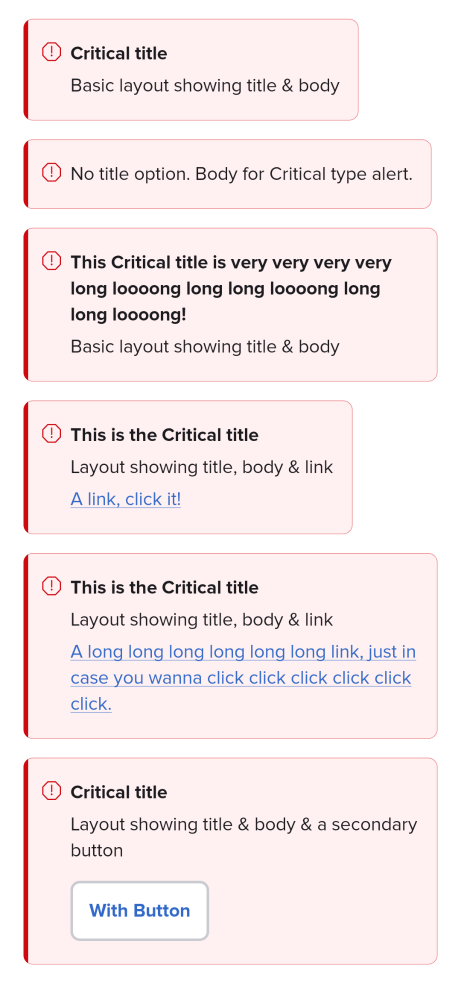 Critical title
Basic layout showing title & body
No title option. Body for Critical type alert.
This Critical title is very very very very
long loooong long long loooong long
long loooong!
Basic layout showing title & body
This is the Critical title
Layout showing title, body & link
A link, click it!
This is the Critical title
Layout showing title, body & link
A long long long long long long link, just in
case you wanna click click click click click
click.
Critical title
Layout showing title & body & a secondary
button
With Button